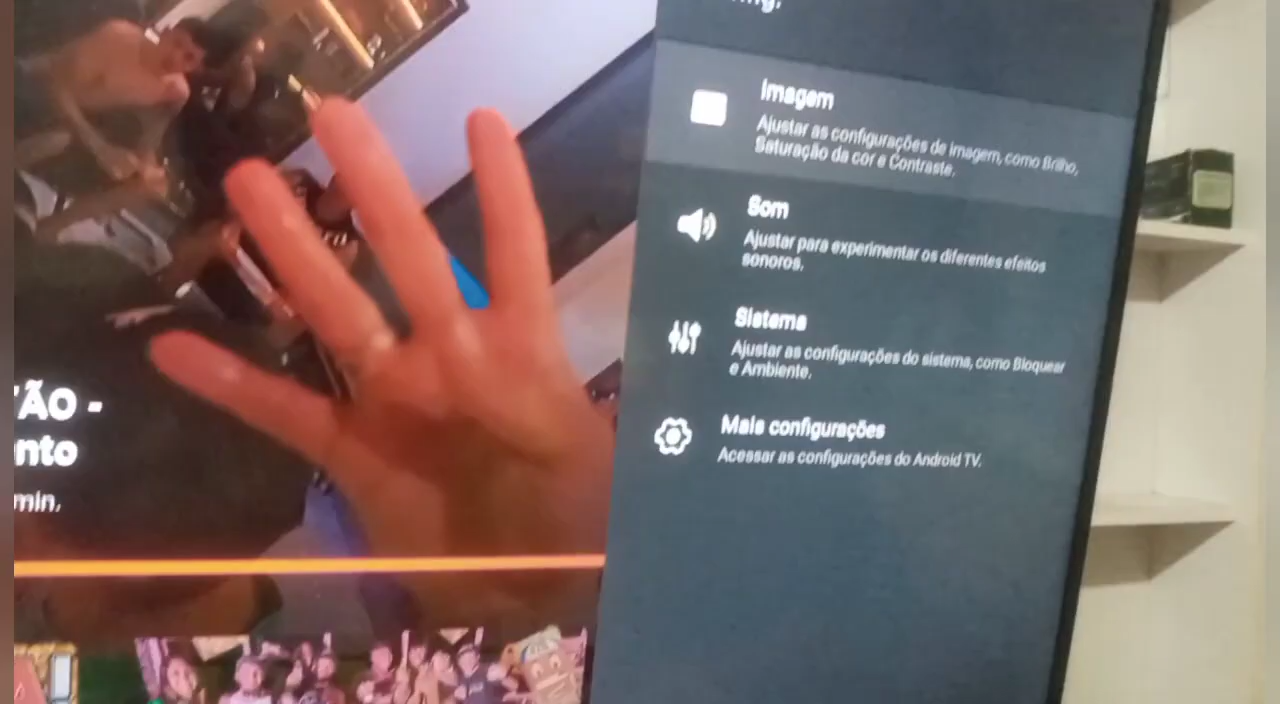 Imagem
Ajustar as configurações de imagem, como Brilho,
Saturação da cor e Contraste.
Som
Ajustar para experimentar os diferentes efeitos
sonoros.
Sistema
Ajustar as configurações do sistema, como Bloquear
e Ambiente.
Mais configurações
Acessar as configurações do Android TV.
ÃO -
nto
min.